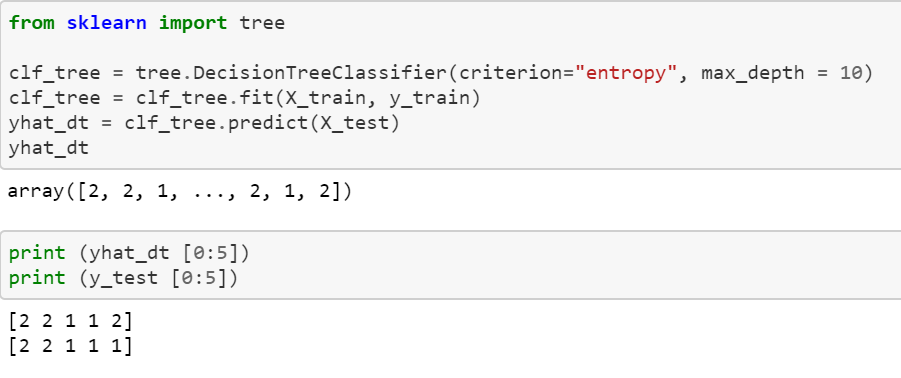 from sklearn import tree
clf_tree = tree.DecisionTreeClassifier(criterion="entropy", max_depth = 10)
clf_tree = clf_tree.fit(X_train, y_train)
yhat_dt = clf_tree.predict(X_test)
yhat_dt
array([2, 2, 1, ..., 2, 1, 2])
print (yhat_dt [0:5])
print (y_test [0:5])
[2 2 1 1 2]
[2 2 1 1 1]